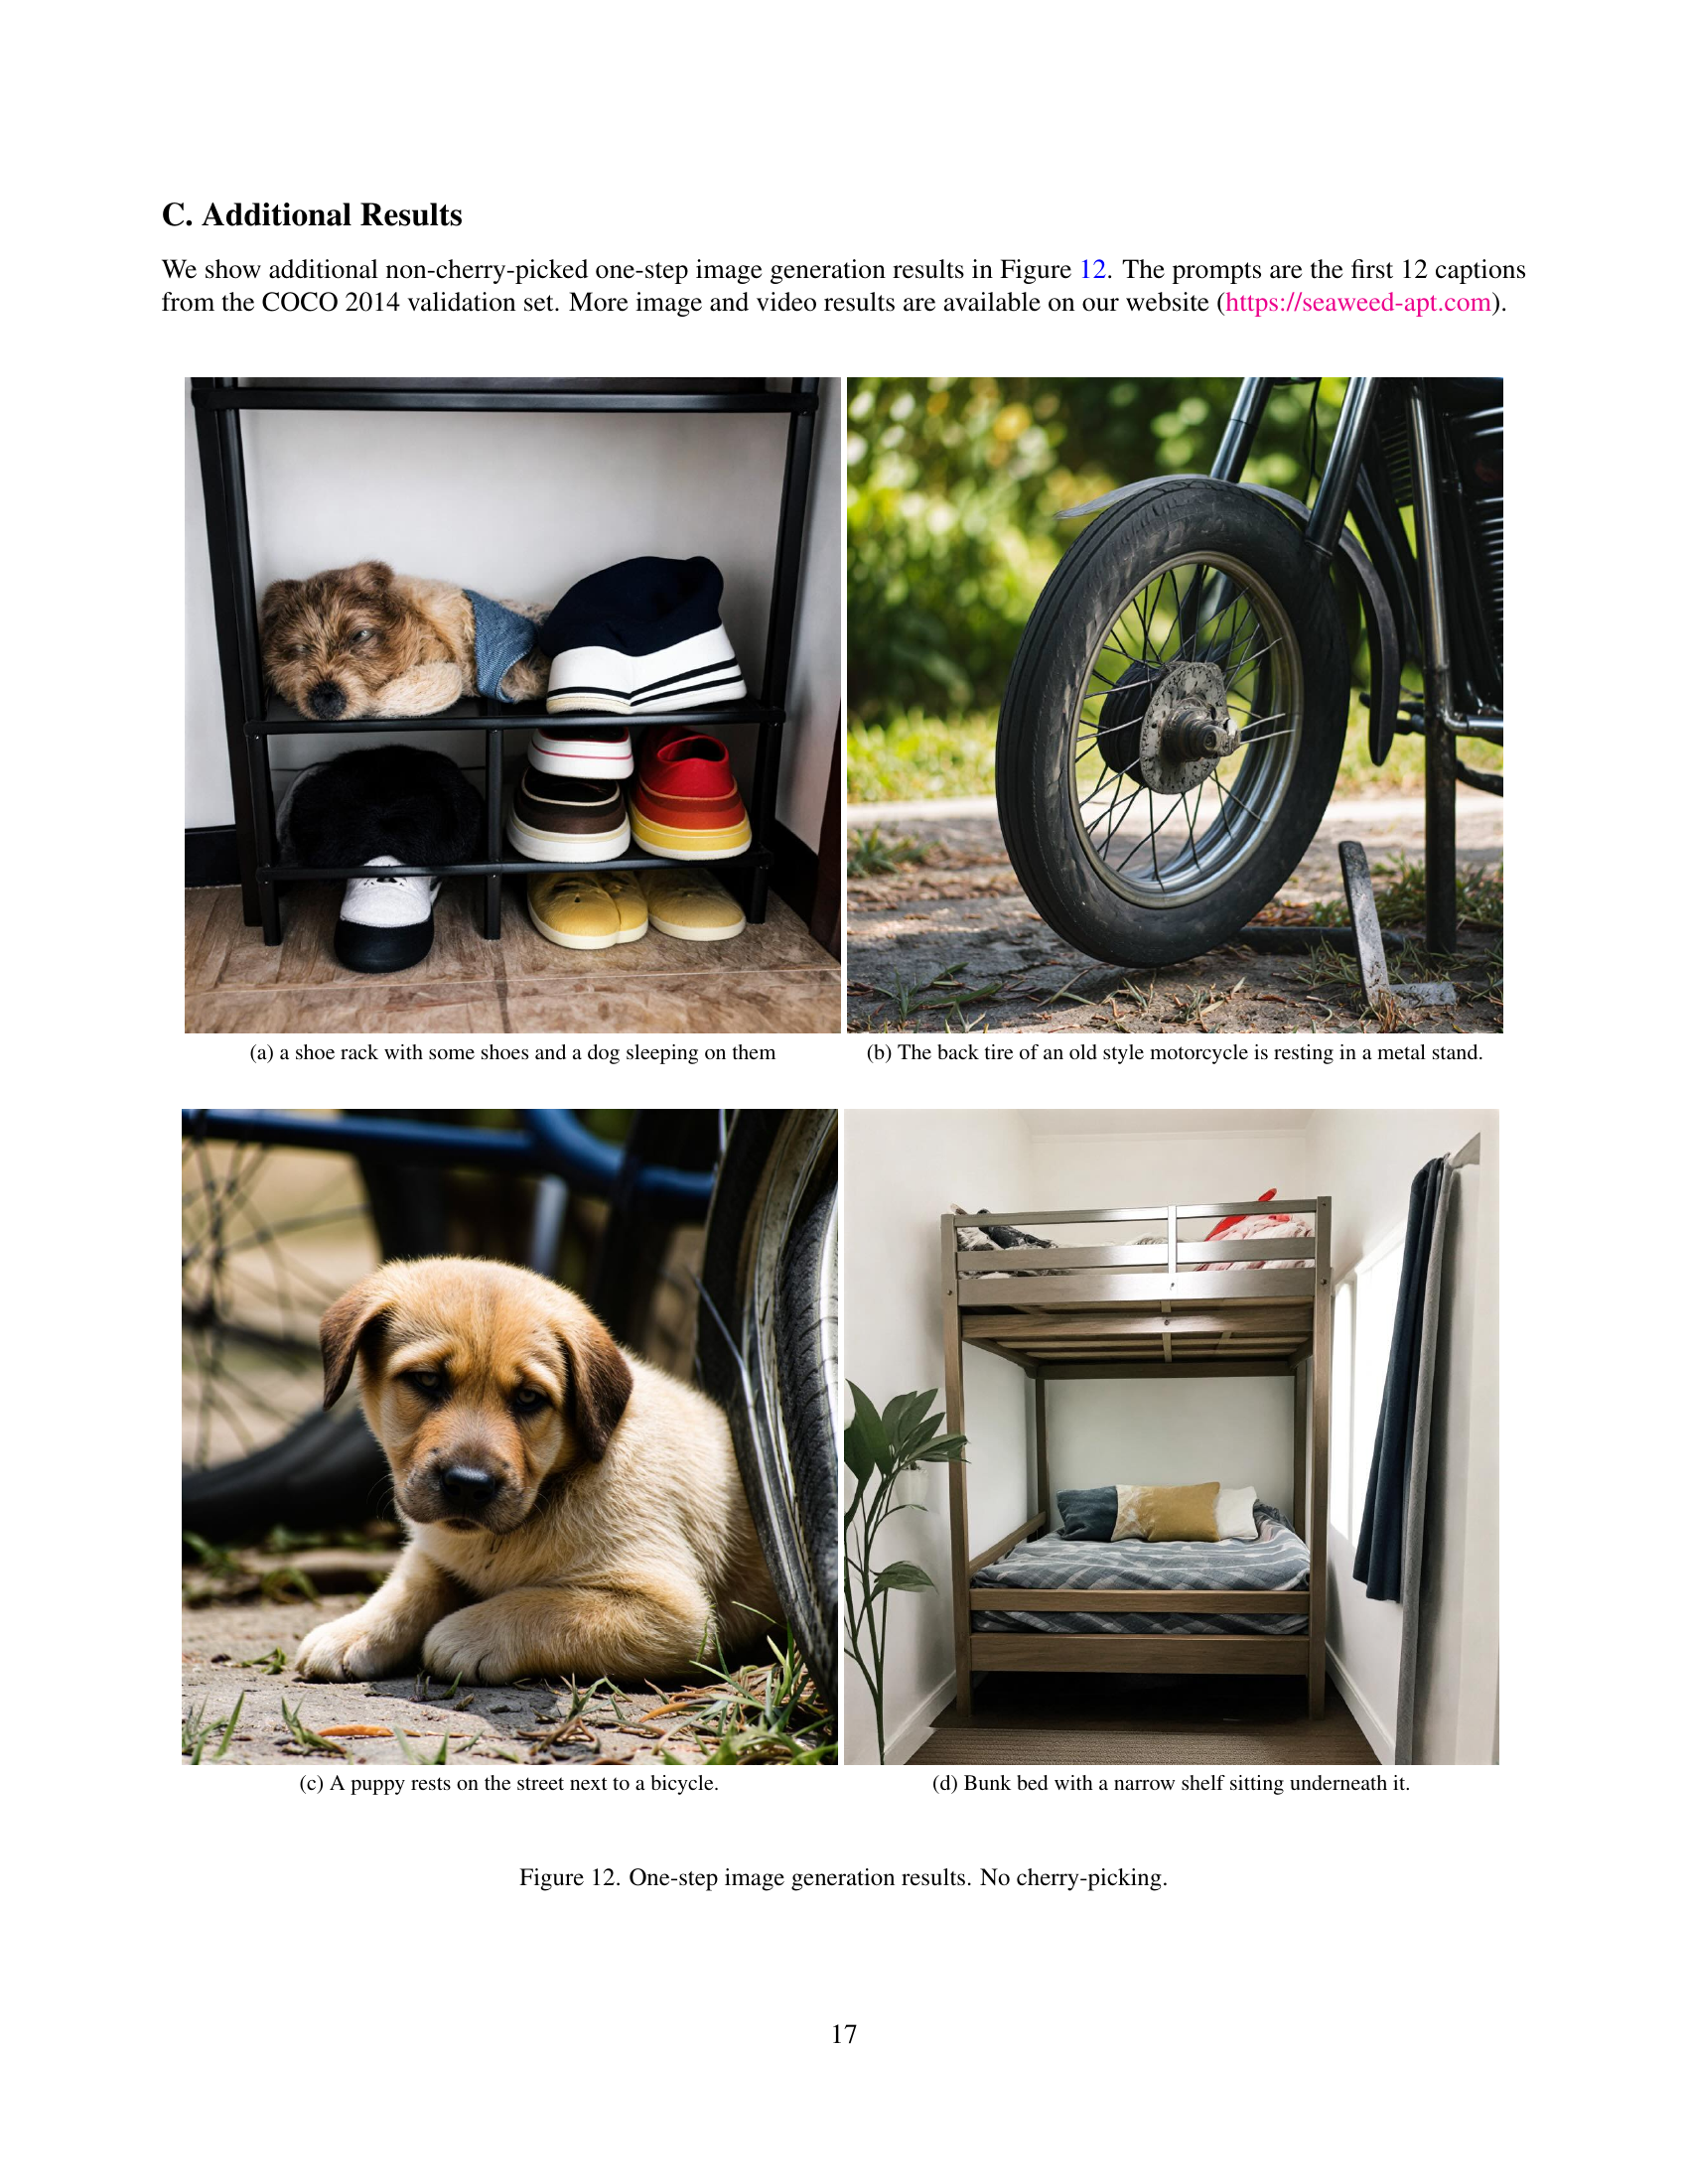 C. Additional Results
We show additional non-cherry-picked one-step image generation results in Figure 12. The prompts are the first 12 captions
from the COCO 2014 validation set. More image and video results are available on our website (https://seaweed-apt.com).
(a) a shoe rack with some shoes and a dog sleeping on them
(b) The back tire of an old style motorcycle is resting in a metal stand.
(c) A puppy rests on the street next to a bicycle.
(d) Bunk bed with a narrow shelf sitting underneath it.
Figure 12. One-step image generation results. No cherry-picking.
17